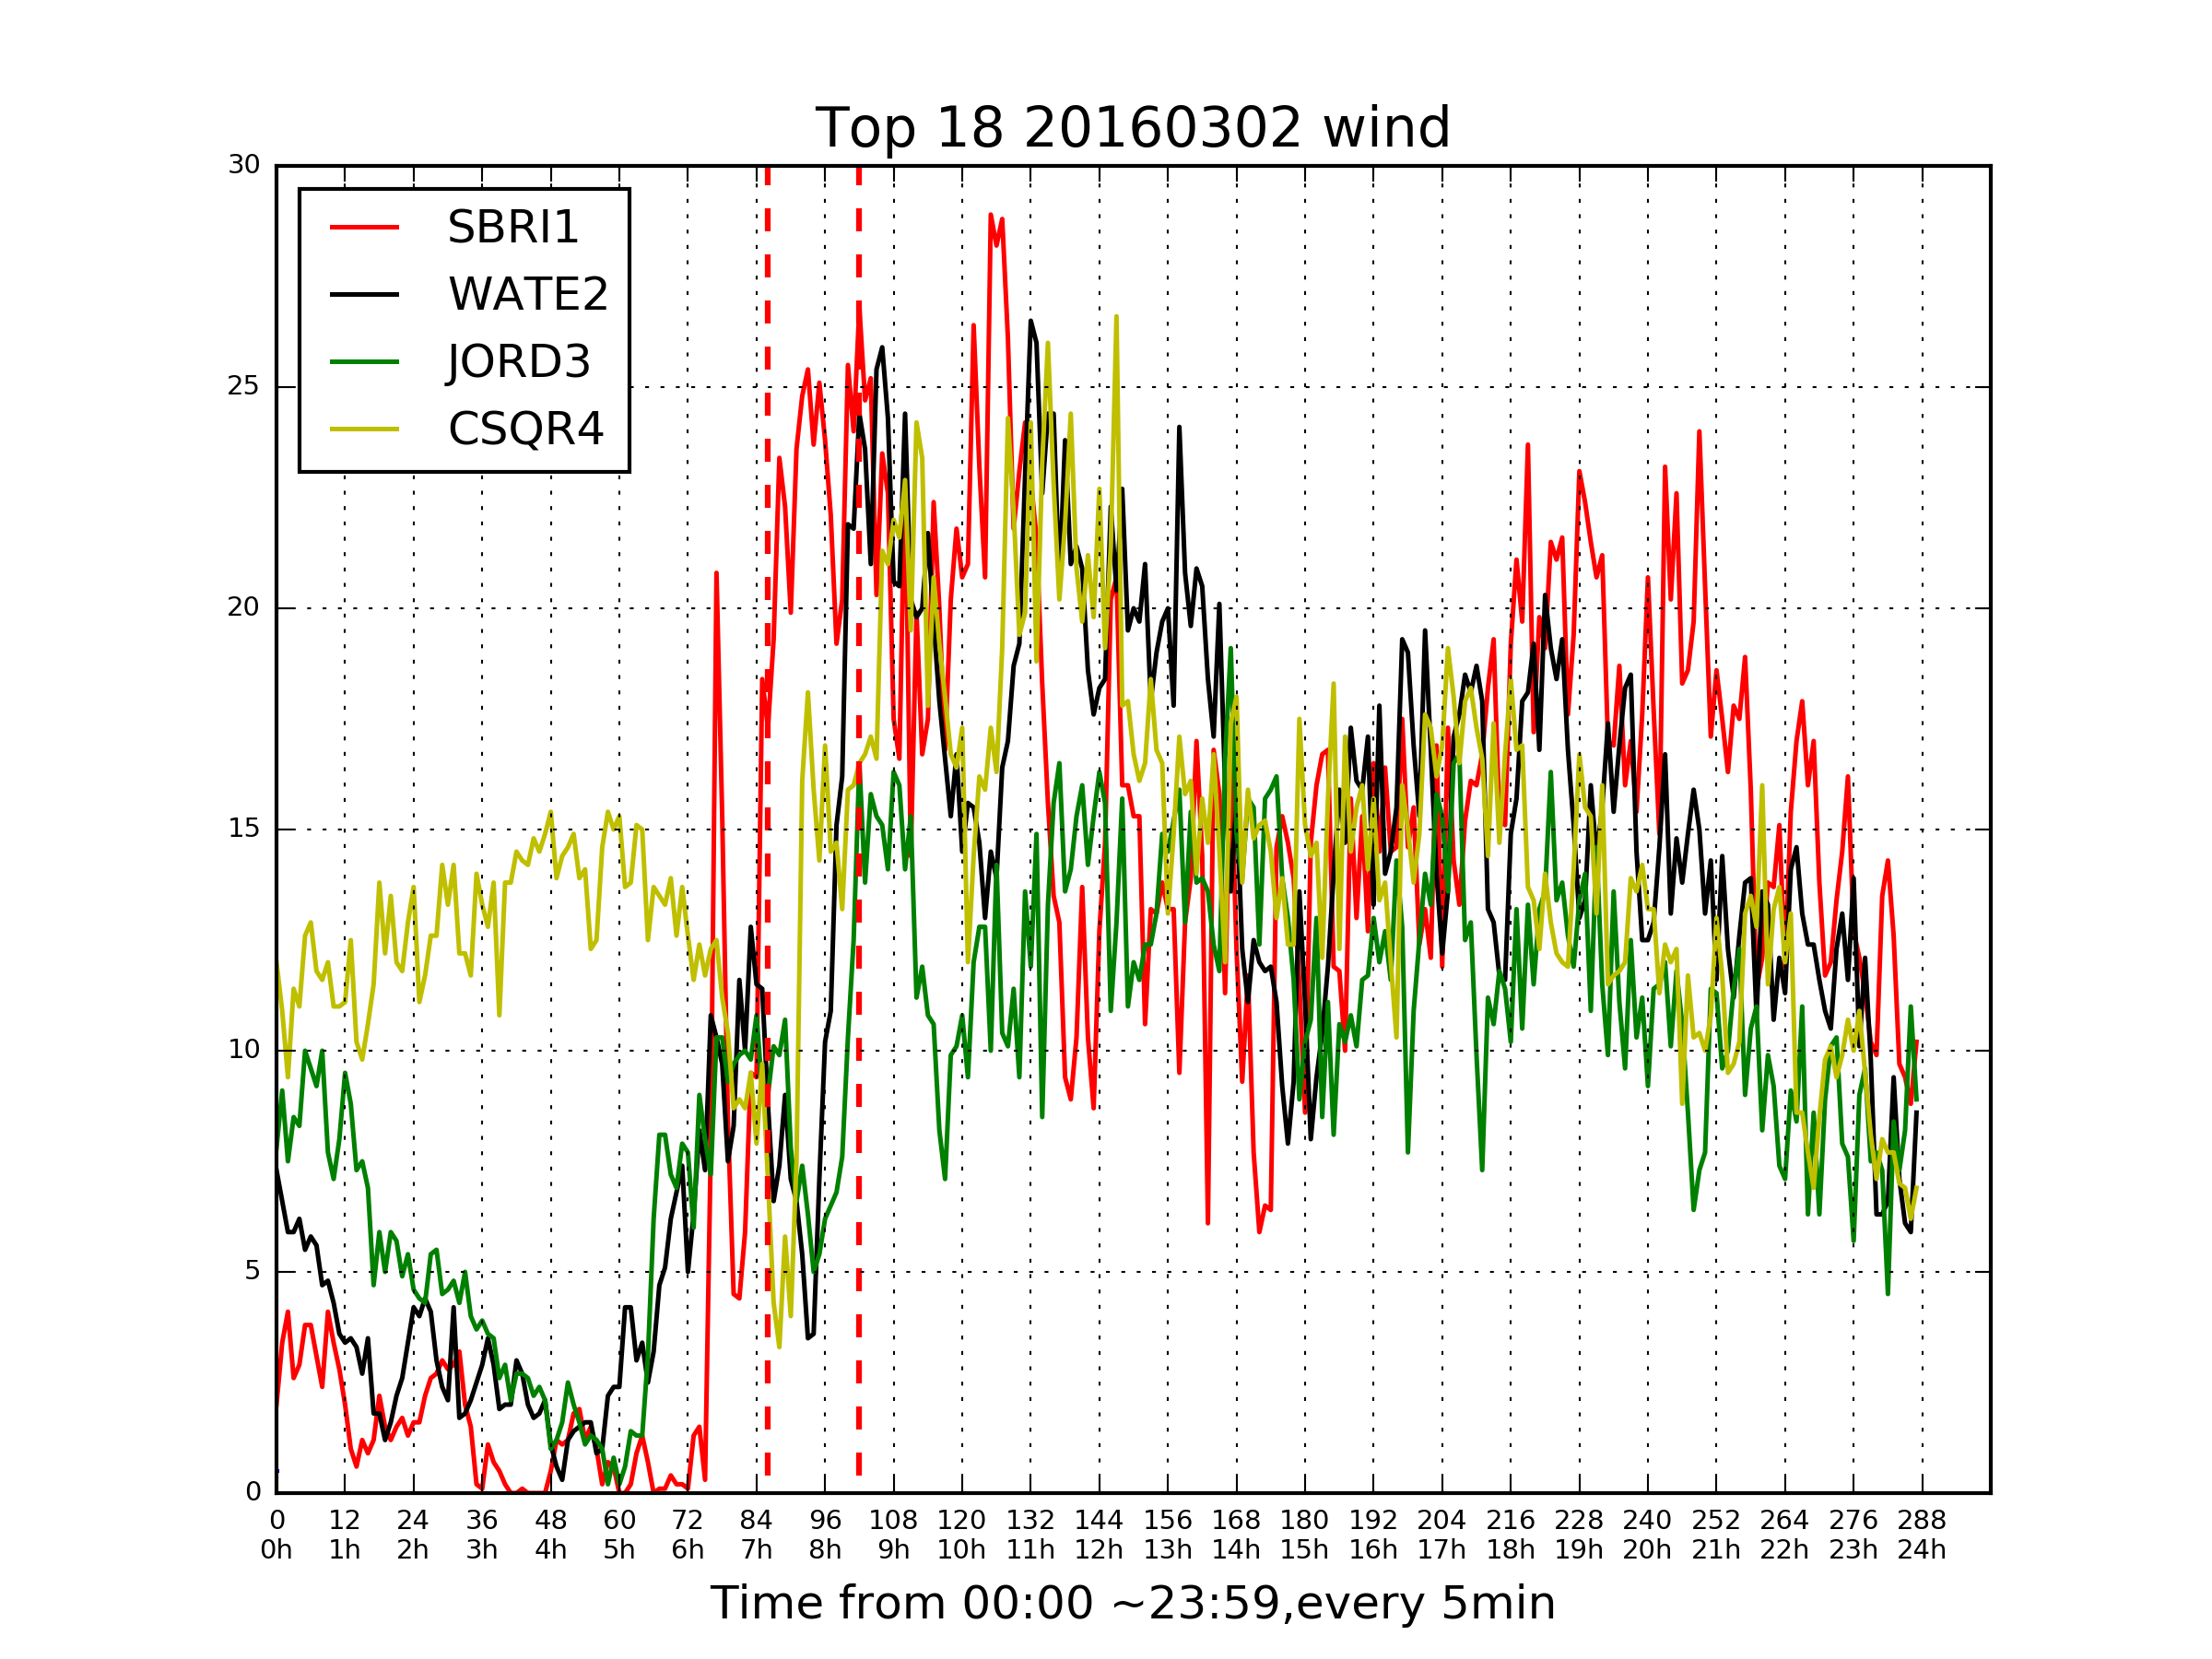 Top 18 20160302 wind
30
25
20
15
10
5
0
SBRI1
WATE2
JORD3
CSQR4
0 12 24 36 48 60 72 84 96 108 120 132 144 156 168 180 192 204 216 228 240 252 264 276 288
0h 1h 2h 3h 4h 5h 6h 7h 8h 9h 10h 11h 12h 13h 14h 15h 16h 17h 18h 19h 20h 21h 22h 23h 24h
Time from 00:00 ~23:59,every 5min